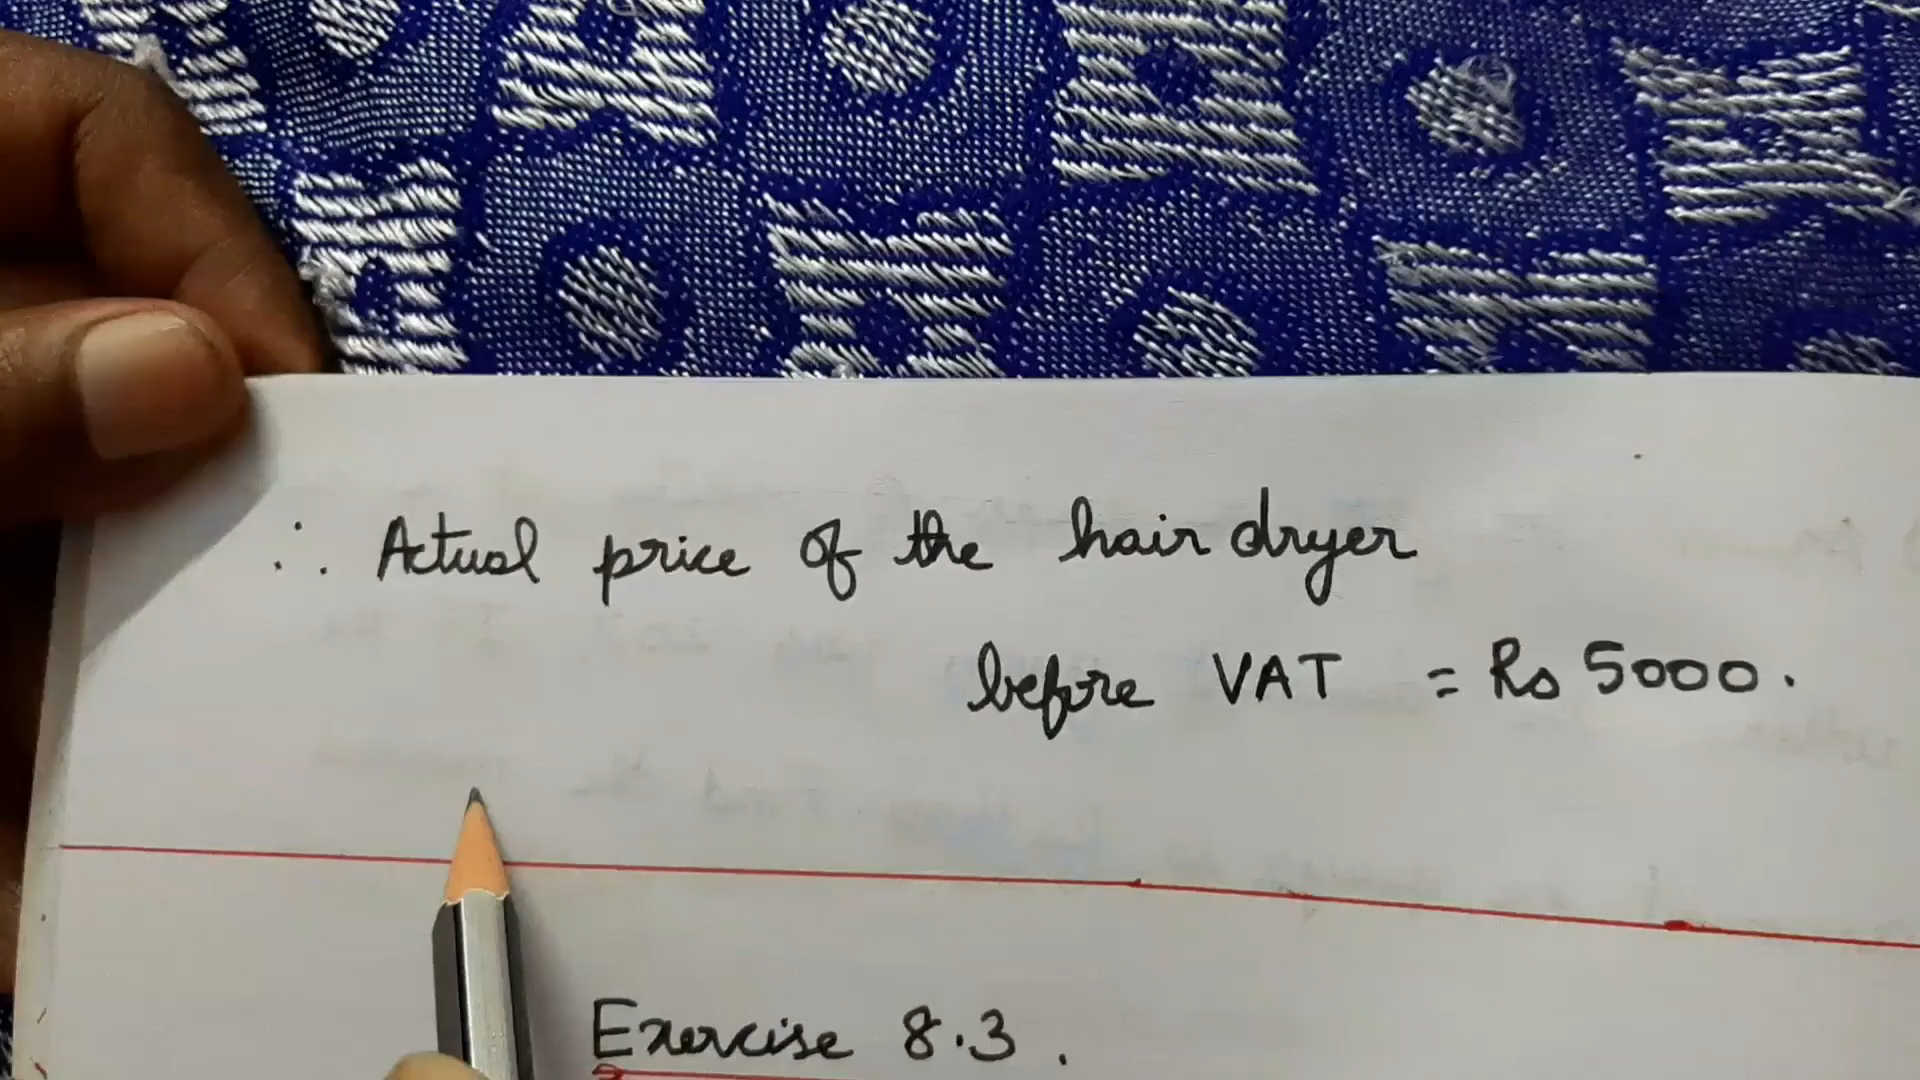 ∴ Actual price of the hair dryer
before VAT = Rs 5000.
Exercise 8.3.